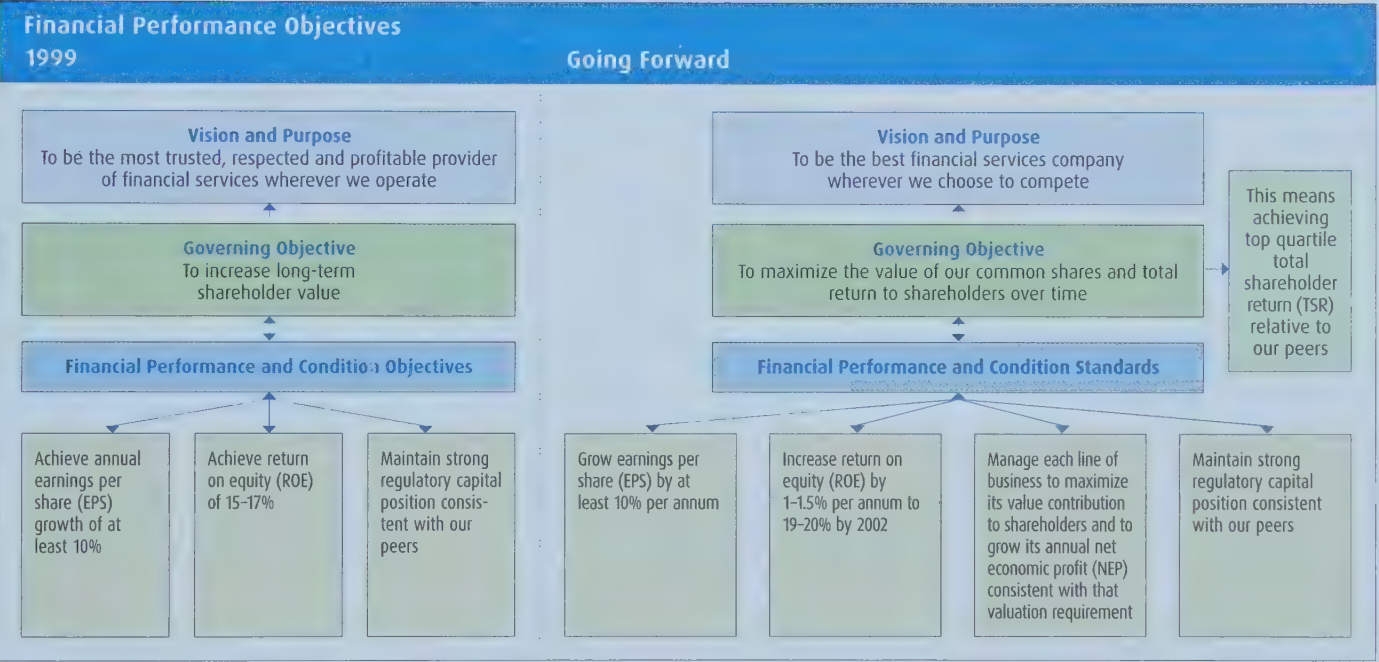 Financial Performance Objectives
1999
Going Forward
Vision and Purpose
To be the most trusted, respected and profitable provider
of financial services wherever we operate
Governing Objective
To increase long-term
shareholder value
Financial Performance and Condition Objectives
Achieve annual
earnings per
share (EPS)
growth of at
least 10%
Achieve return
on equity (ROE)
of 15–17%
Maintain strong
regulatory capital
position consis-
tent with our
peers
Vision and Purpose
To be the best financial services company
wherever we choose to compete
Governing Objective
To maximize the value of our common shares and total
return to shareholders over time
This means
achieving
top quartile
total
shareholder
return (TSR)
relative to
our peers
Financial Performance and Condition Standards
Grow earnings per
share (EPS) by at
least 10% per annum
Increase return on
equity (ROE) by
1–1.5% per annum to
19–20% by 2002
Manage each line of
business to maximize
its value contribution
to shareholders and to
grow its annual net
economic profit (NEP)
consistent with that
valuation requirement
Maintain strong
regulatory capital
position consistent
with our peers